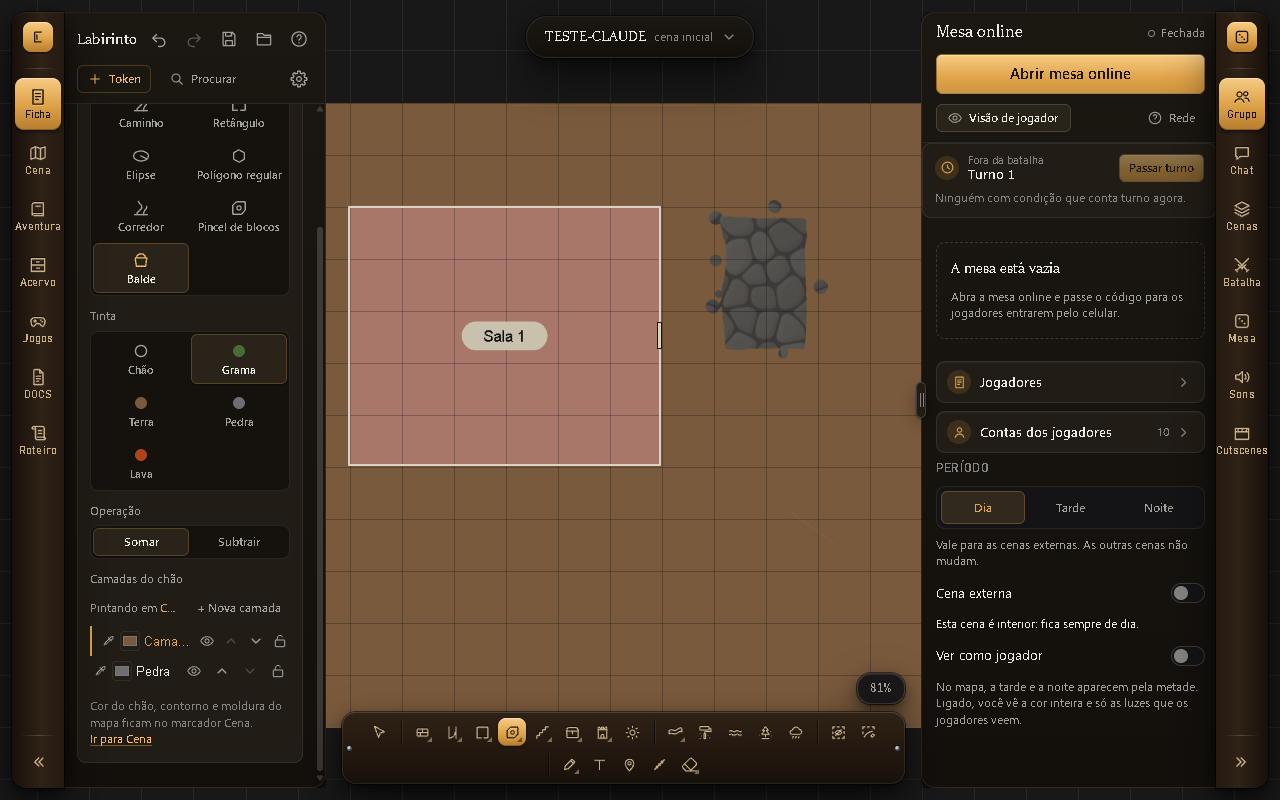 Labirinto
Token
Procurar
Ficha
Cena
Aventura
Acervo
Jogos
DOCS
Roteiro
Caminho
Retângulo
Elipse
Polígono regular
Corredor
Pincel de blocos
Balde
Tinta
Chão
Grama
Terra
Pedra
Lava
Operação
Somar
Subtrair
Camadas do chão
Pintando em C...
+ Nova camada
Cama...
Pedra
Cor do chão, contorno e moldura do
mapa ficam no marcador Cena.
Ir para Cena
TESTE-CLAUDE cena inicial
Sala 1
81%
Mesa online
Fechada
Abrir mesa online
Visão de jogador
Rede
Fora da batalha
Turno 1
Passar turno
Ninguém com condição que conta turno agora.
A mesa está vazia
Abra a mesa online e passe o código para os
jogadores entrarem pelo celular.
Jogadores
Contas dos jogadores
10
PERÍODO
Dia
Tarde
Noite
Vale para as cenas externas. As outras cenas não
mudam.
Cena externa
Esta cena é interior: fica sempre de dia.
Ver como jogador
No mapa, a tarde e a noite aparecem pela metade.
Ligado, você vê a cor inteira e só as luzes que os
jogadores veem.
Grupo
Chat
Cenas
Batalha
Mesa
Sons
Cutscenes